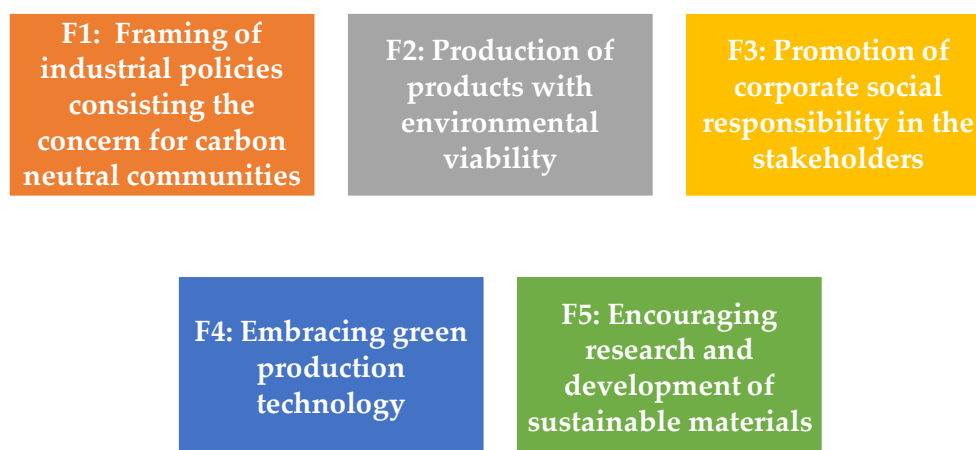 F1: Framing of
industrial policies
consisting the
concern for carbon
neutral communities
F2: Production of
products with
environmental
viability
F3: Promotion of
corporate social
responsibility in the
stakeholders
F4: Embracing green
production
technology
F5: Encouraging
research and
development of
sustainable materials